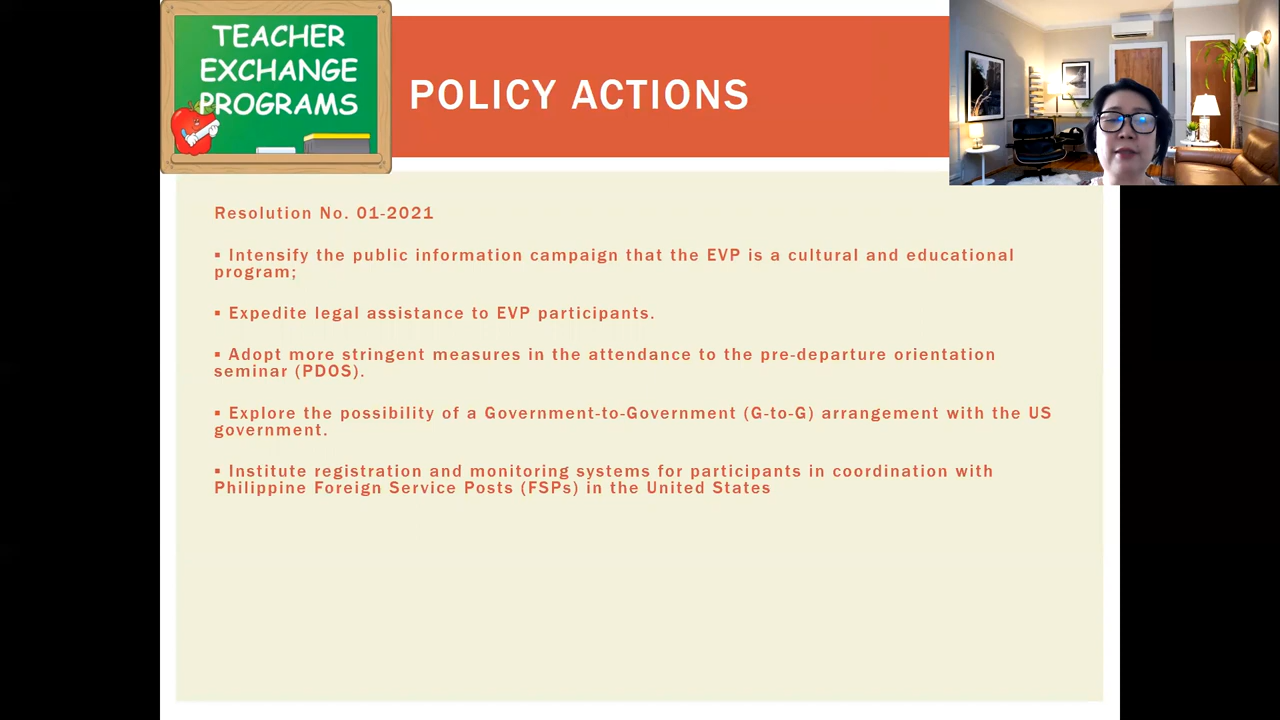 TEACHER
EXCHANGE
PROGRAMS
POLICY ACTIONS
Resolution No. 01-2021
▪ Intensify the public information campaign that the EVP is a cultural and educational
program;
▪ Expedite legal assistance to EVP participants.
▪ Adopt more stringent measures in the attendance to the pre-departure orientation
seminar (PDOS).
▪ Explore the possibility of a Government-to-Government (G-to-G) arrangement with the US
government.
▪ Institute registration and monitoring systems for participants in coordination with
Philippine Foreign Service Posts (FSPs) in the United States